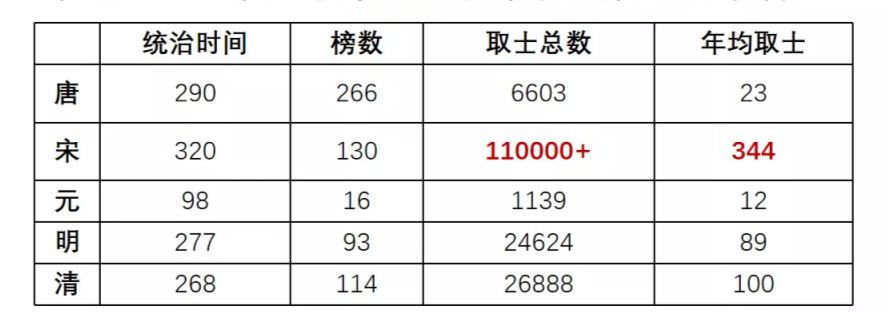 统治时间 榜数 取士总数 年均取士
唐 290 266 6603 23
宋 320 130 110000+ 344
元 98 16 1139 12
明 277 93 24624 89
清 268 114 26888 100